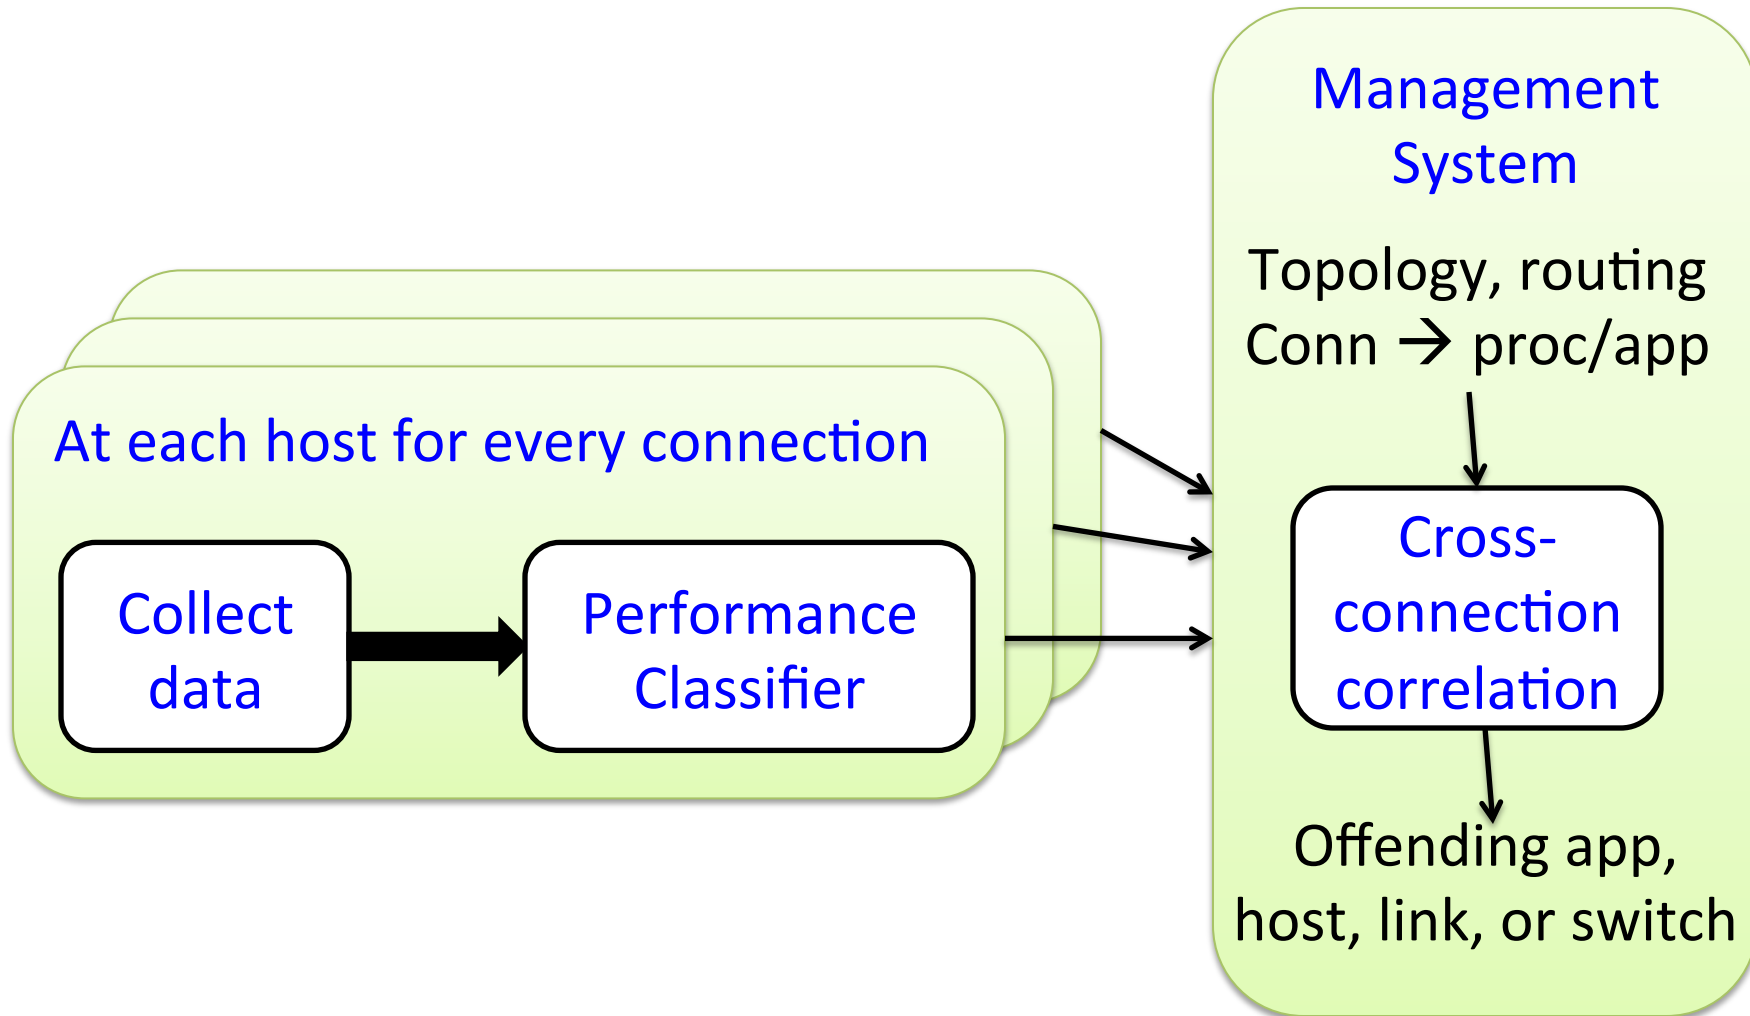 At each host for every connection
Collect
data
Performance
Classifier
Management
System
Topology, routing
Conn → proc/app
Cross-
connection
correlation
Offending app,
host, link, or switch